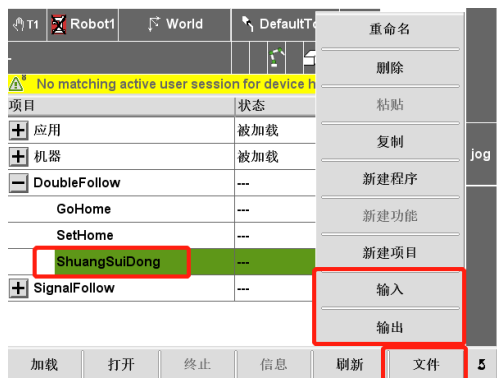 T1 Robot1 World DefaultTo
No matching active user session for device h
项目 状态
应用 被加载
机器 被加载
DoubleFollow ---
GoHome ---
SetHome ---
ShuangSuiDong ---
SignalFollow ---
重命名
删除
粘贴
复制
新建程序
新建功能
新建项目
输入
输出
jog
加载 打开 终止 信息 刷新 文件